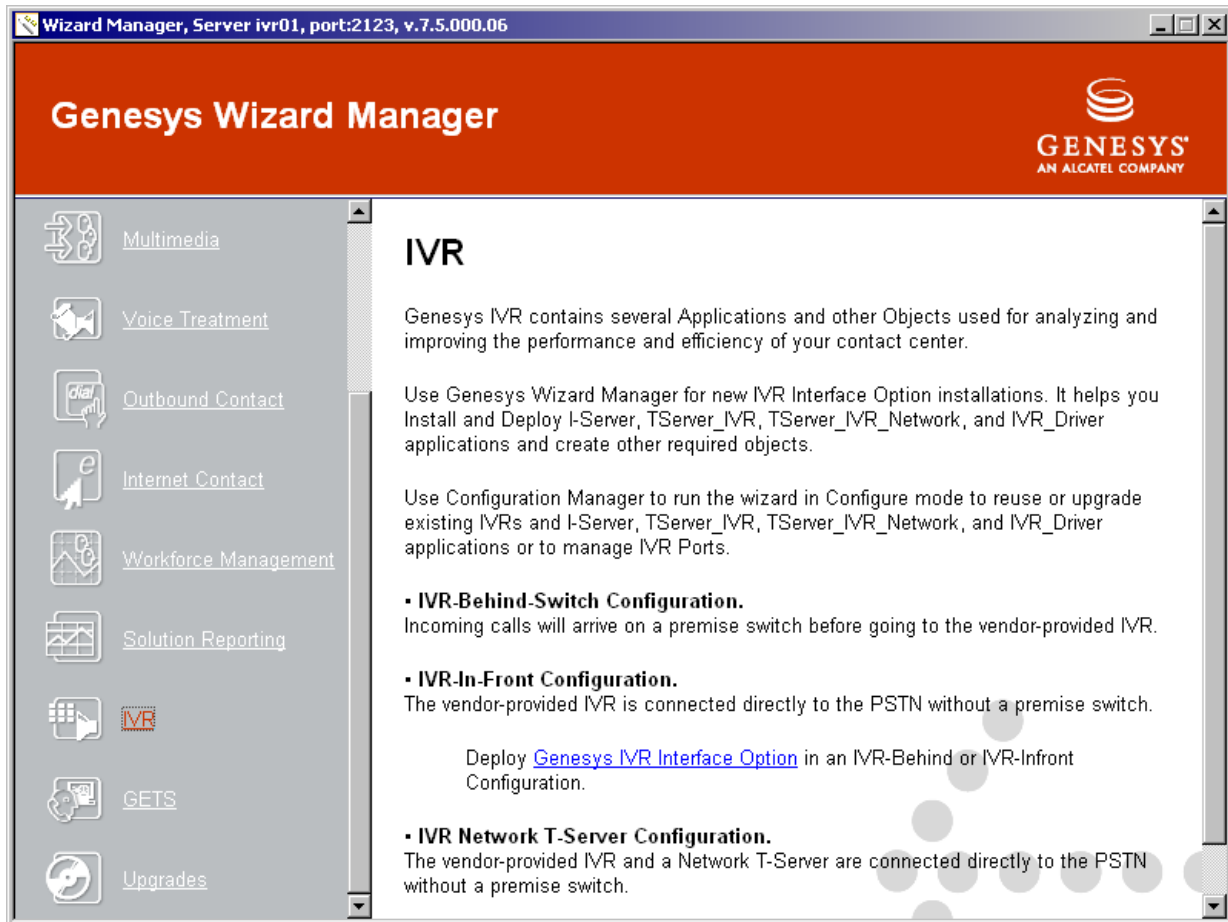 Wizard Manager, Server ivr01, port:2123, v.7.5.000.06
Genesys Wizard Manager
GENESYS®
AN ALCATEL COMPANY
Multimedia
Voice Treatment
dial
Outbound Contact
e
Internet Contact
Workforce Management
Solution Reporting
IVR
GETS
Upgrades
IVR
Genesys IVR contains several Applications and other Objects used for analyzing and
improving the performance and efficiency of your contact center.
Use Genesys Wizard Manager for new IVR Interface Option installations. It helps you
Install and Deploy I-Server, TServer_IVR, TServer_IVR_Network, and IVR_Driver
applications and create other required objects.
Use Configuration Manager to run the wizard in Configure mode to reuse or upgrade
existing IVRs and I-Server, TServer_IVR, TServer_IVR_Network, and IVR_Driver
applications or to manage IVR Ports.
▪ IVR-Behind-Switch Configuration.
Incoming calls will arrive on a premise switch before going to the vendor-provided IVR.
▪ IVR-In-Front Configuration.
The vendor-provided IVR is connected directly to the PSTN without a premise switch.
Deploy Genesys IVR Interface Option in an IVR-Behind or IVR-Infront
Configuration.
▪ IVR Network T-Server Configuration.
The vendor-provided IVR and a Network T-Server are connected directly to the PSTN
without a premise switch.